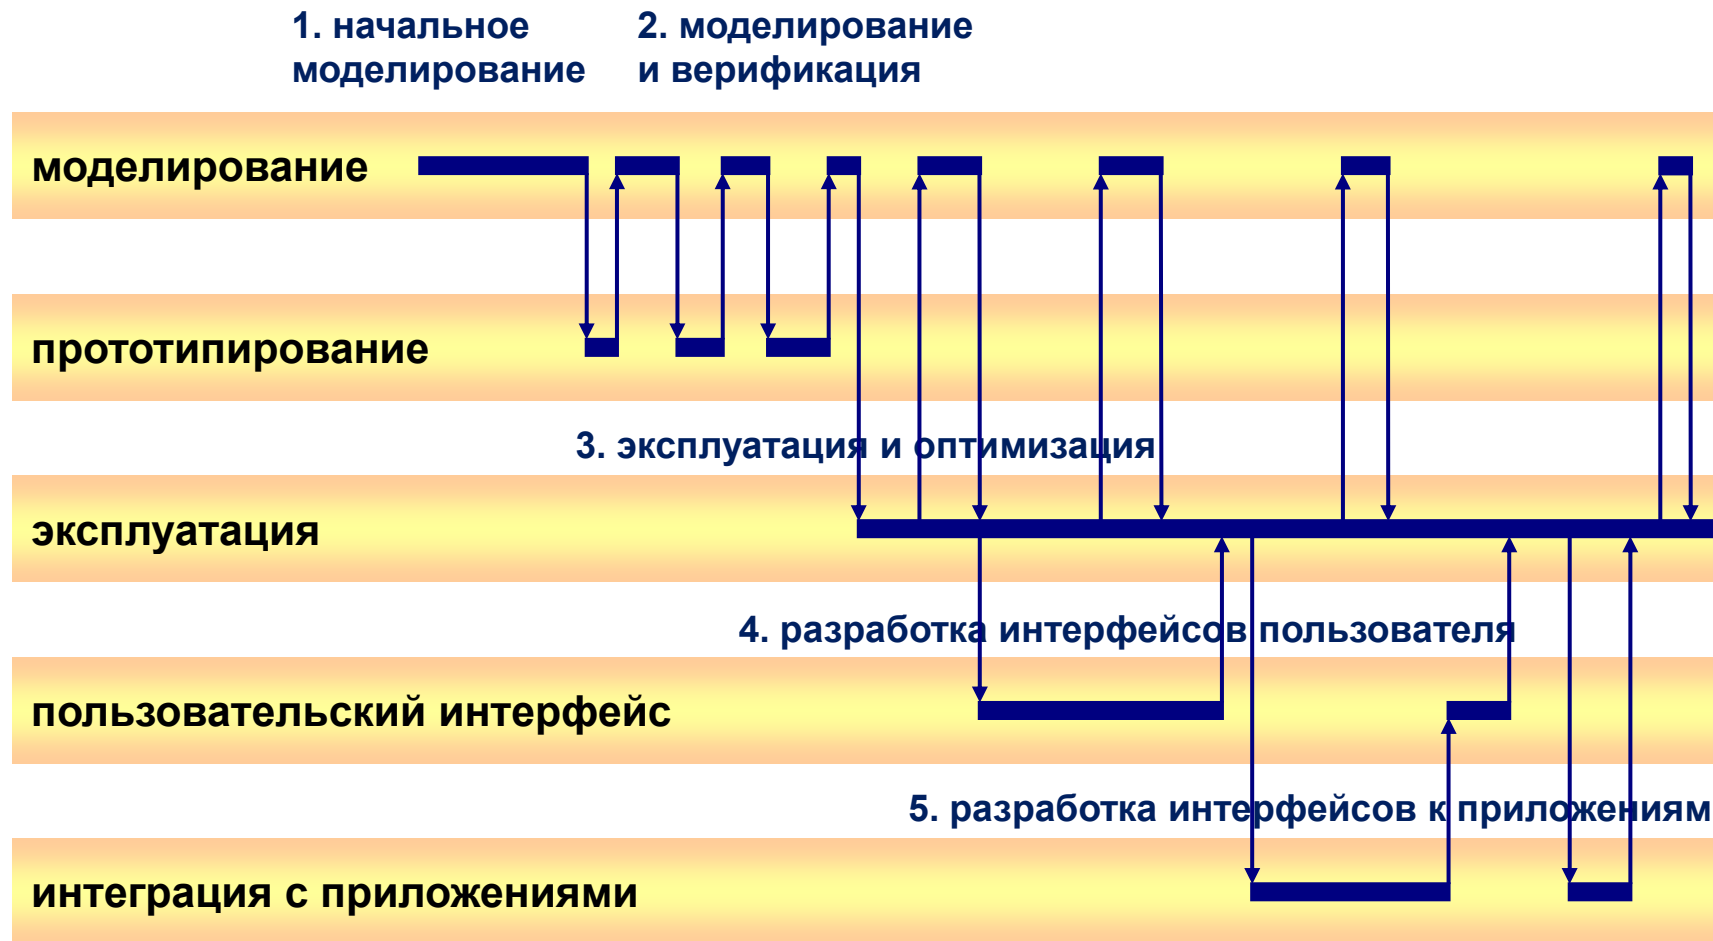 1. начальное
моделирование
2. моделирование
и верификация
моделирование
прототипирование
3. эксплуатация и оптимизация
эксплуатация
4. разработка интерфейсов пользователя
пользовательский интерфейс
5. разработка интерфейсов к приложениям
интеграция с приложениями